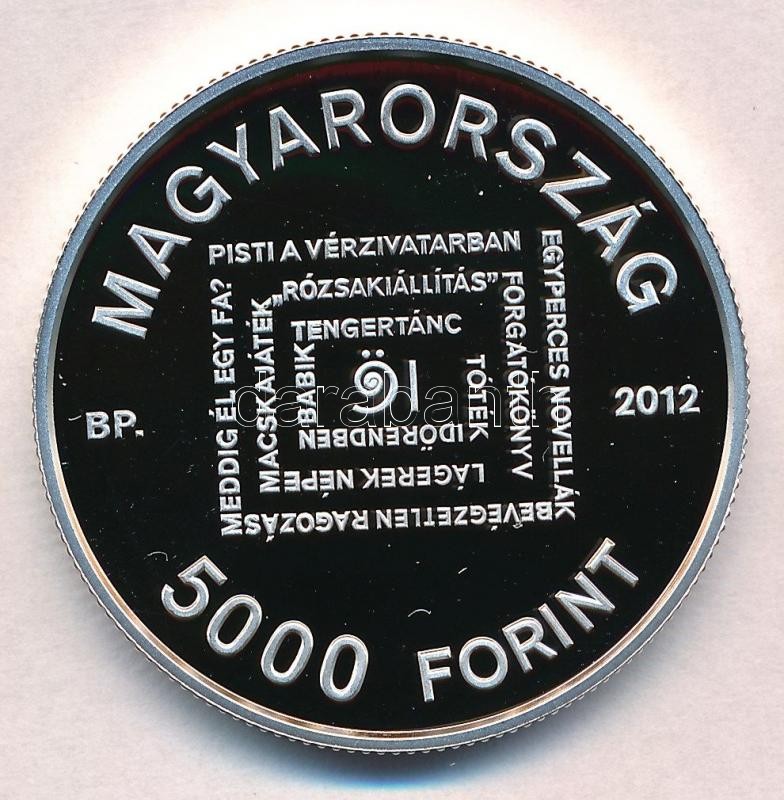 MAGYARORSZÁG
PISTI A VÉRZIVATARBAN
EGYPERCES NOVELLÁK
BEVÉGZETLEN RAGOZÁS
MEDDIG ÉL EGY FA?
„RÓZSAKIÁLLÍTÁS”
FORGATÓKÖNYV
LÁGEREK NÉPE
MACSKAJÁTÉK
TENGERTÁNC
TÓTÉK
IDŐRENDBEN
BABIK
BP.
2012
5000 FORINT